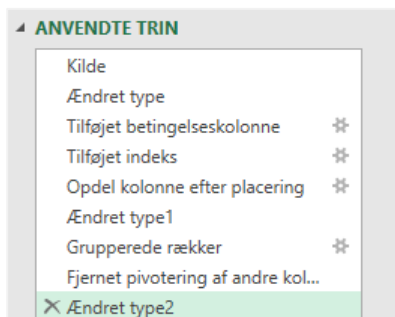 ANVENDTE TRIN
Kilde
Ændret type
Tilføjet betingelseskolonne
Tilføjet indeks
Opdel kolonne efter placering
Ændret type1
Grupperede rækker
Fjernet pivotering af andre kol...
Ændret type2